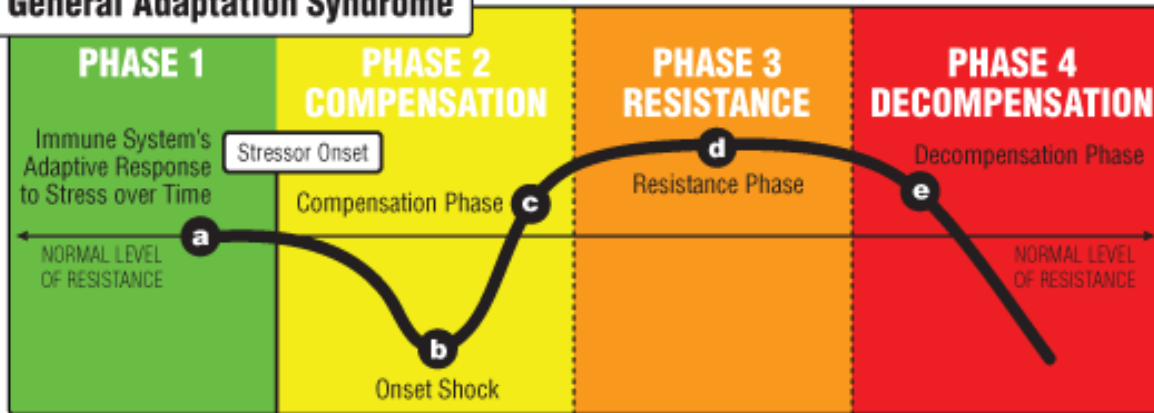 General Adaptation Syndrome
PHASE 1
Immune System's
Adaptive Response
to Stress over Time
a
NORMAL LEVEL
OF RESISTANCE
Stressor Onset
PHASE 2
COMPENSATION
Compensation Phase
c
b
Onset Shock
PHASE 3
RESISTANCE
d
Resistance Phase
PHASE 4
DECOMPENSATION
Decompensation Phase
e
NORMAL LEVEL
OF RESISTANCE